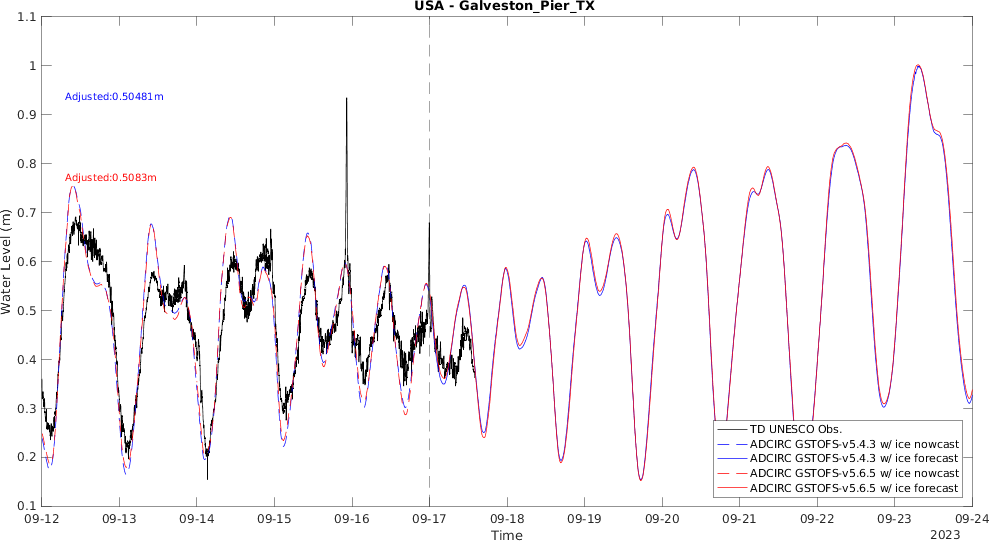 USA - Galveston_Pier_TX
1.1
1
0.9
0.8
0.7
0.6
0.5
0.4
0.3
0.2
0.1
Water Level (m)
Adjusted:0.50481m
Adjusted:0.5083m
TD UNESCO Obs.
ADCIRC GSTOFS-v5.4.3 w/ ice nowcast
ADCIRC GSTOFS-v5.4.3 w/ ice forecast
ADCIRC GSTOFS-v5.6.5 w/ ice nowcast
ADCIRC GSTOFS-v5.6.5 w/ ice forecast
09-12 09-13 09-14 09-15 09-16 09-17 09-18 09-19 09-20 09-21 09-22 09-23 09-24
Time
2023